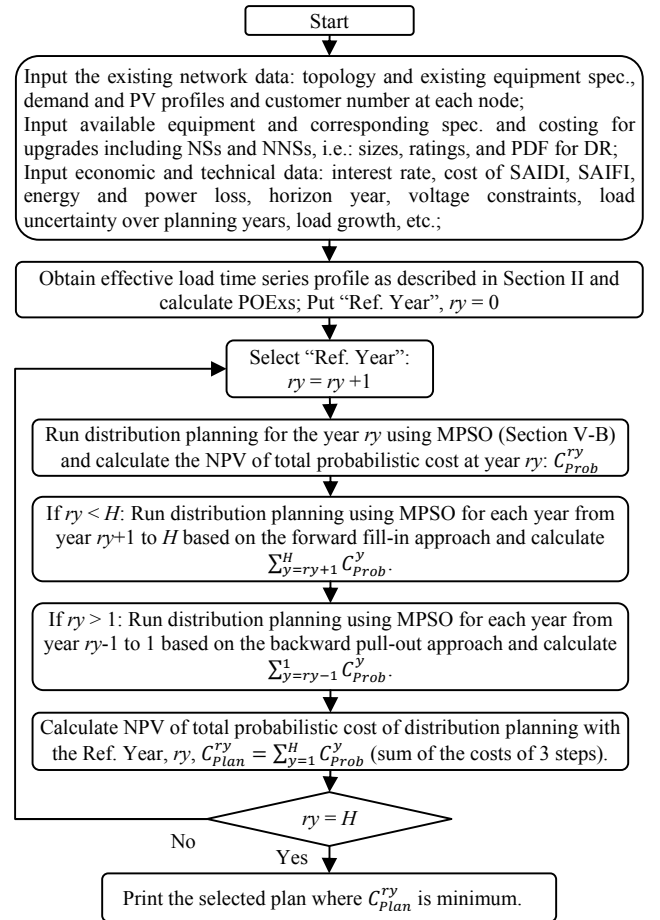 Start
Input the existing network data: topology and existing equipment spec.,
demand and PV profiles and customer number at each node;
Input available equipment and corresponding spec. and costing for
upgrades including NSs and NNSs, i.e.: sizes, ratings, and PDF for DR;
Input economic and technical data: interest rate, cost of SAIDI, SAIFI,
energy and power loss, horizon year, voltage constraints, load
uncertainty over planning years, load growth, etc.;
Obtain effective load time series profile as described in Section II and
calculate POExs; Put “Ref. Year”, ry = 0
Select “Ref. Year”:
ry = ry +1
Run distribution planning for the year ry using MPSO (Section V-B)
and calculate the NPV of total probabilistic cost at year ry: C_{Prob}^{ry}
If ry < H: Run distribution planning using MPSO for each year from
year ry+1 to H based on the forward fill-in approach and calculate
∑_{y=ry+1}^{H} C_{Prob}^{y}.
If ry > 1: Run distribution planning using MPSO for each year from
year ry-1 to 1 based on the backward pull-out approach and calculate
∑_{y=ry-1}^{1} C_{Prob}^{y}.
Calculate NPV of total probabilistic cost of distribution planning with
the Ref. Year, ry, C_{Plan}^{ry} = ∑_{y=1}^{H} C_{Prob}^{y} (sum of the costs of 3 steps).
ry = H
No
Yes
Print the selected plan where C_{Plan}^{ry} is minimum.